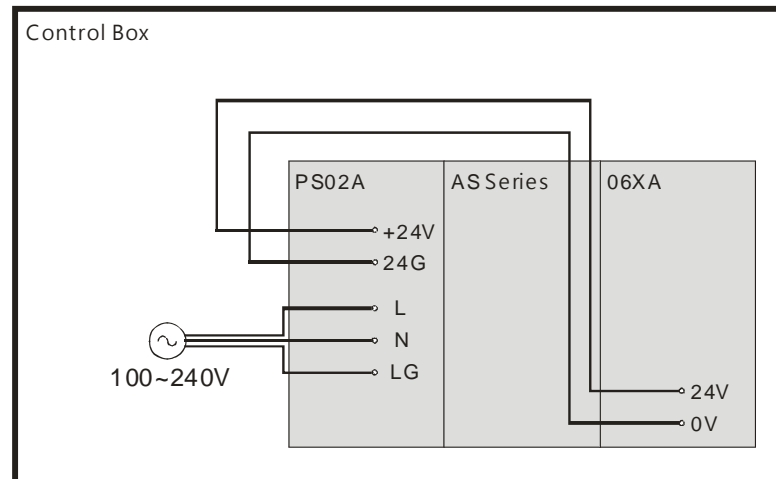 Control Box
PS02A
AS Series
06XA
+24V
24G
L
N
LG
100~240V
24V
0V